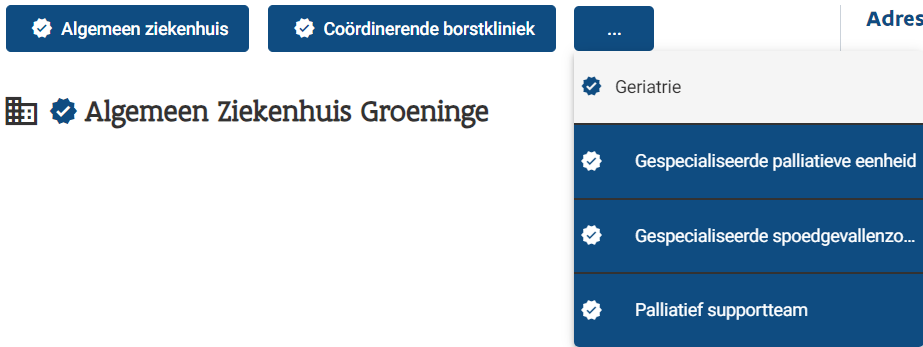 Algemeen ziekenhuis
Coördinerende borstkliniek
...
Adres
Geriatrie
Algemeen Ziekenhuis Groeninge
Gespecialiseerde palliatieve eenheid
Gespecialiseerde spoedgevallenzo...
Palliatief supportteam